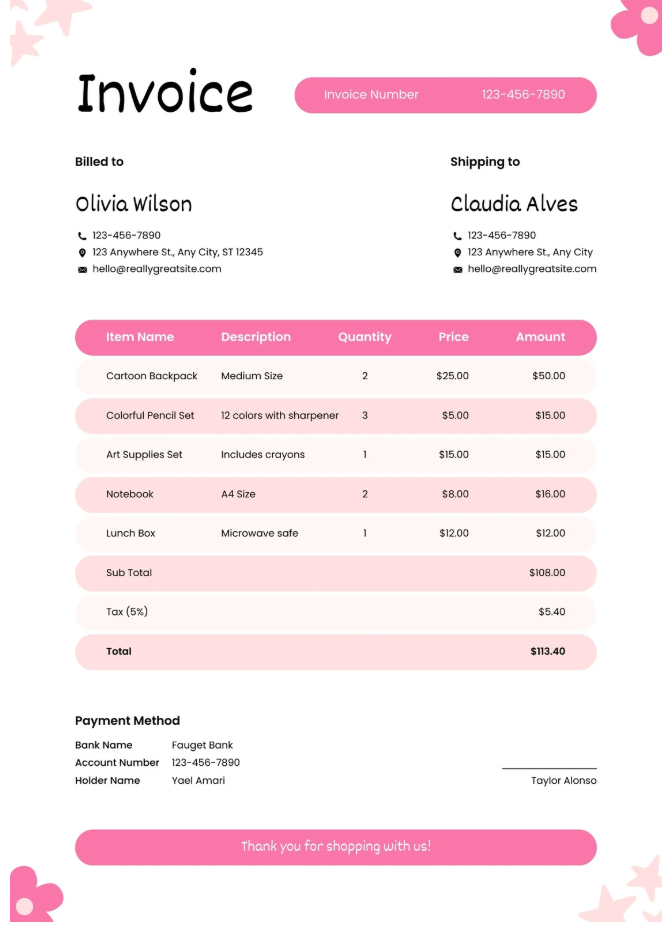 Invoice
Invoice Number 123-456-7890
Billed to
Olivia Wilson
123-456-7890
123 Anywhere St., Any City, ST 12345
hello@reallygreatsite.com
Shipping to
Claudia Alves
123-456-7890
123 Anywhere St., Any City
hello@reallygreatsite.com
Item Name Description Quantity Price Amount
Cartoon Backpack Medium Size 2 $25.00 $50.00
Colorful Pencil Set 12 colors with sharpener 3 $5.00 $15.00
Art Supplies Set Includes crayons 1 $15.00 $15.00
Notebook A4 Size 2 $8.00 $16.00
Lunch Box Microwave safe 1 $12.00 $12.00
Sub Total $108.00
Tax (5%) $5.40
Total $113.40
Payment Method
Bank Name Fauget Bank
Account Number 123-456-7890
Holder Name Yael Amari
Taylor Alonso
Thank you for shopping with us!